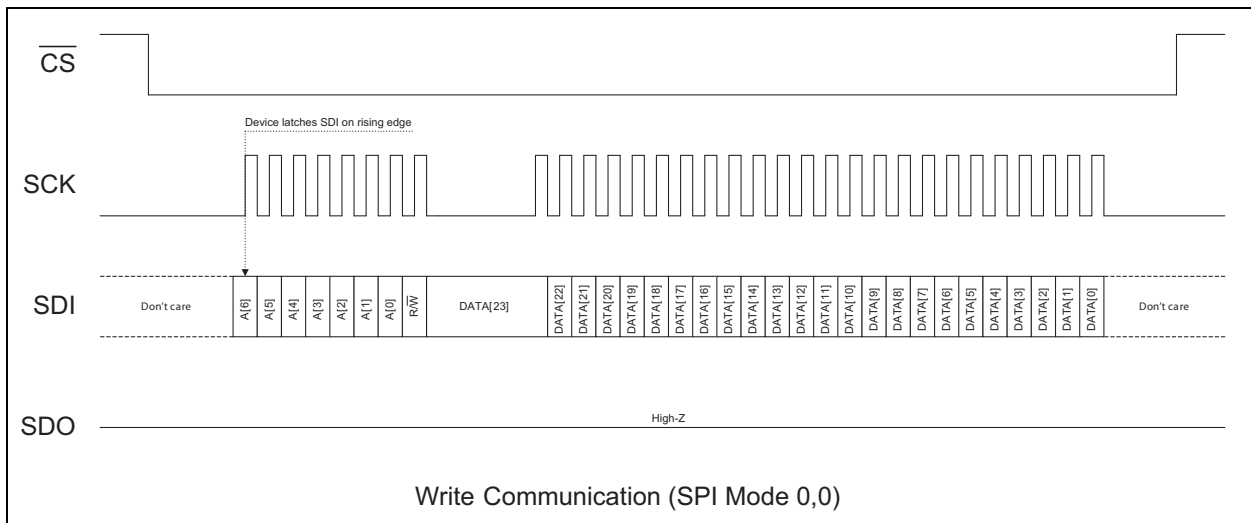 CS
Device latches SDI on rising edge
SCK
SDI
Don't care
A[6]
A[5]
A[4]
A[3]
A[2]
A[1]
A[0]
R/W
DATA[23]
DATA[22]
DATA[21]
DATA[20]
DATA[19]
DATA[18]
DATA[17]
DATA[16]
DATA[15]
DATA[14]
DATA[13]
DATA[12]
DATA[11]
DATA[10]
DATA[9]
DATA[8]
DATA[7]
DATA[6]
DATA[5]
DATA[4]
DATA[3]
DATA[2]
DATA[1]
DATA[0]
Don't care
SDO
High-Z
Write Communication (SPI Mode 0,0)